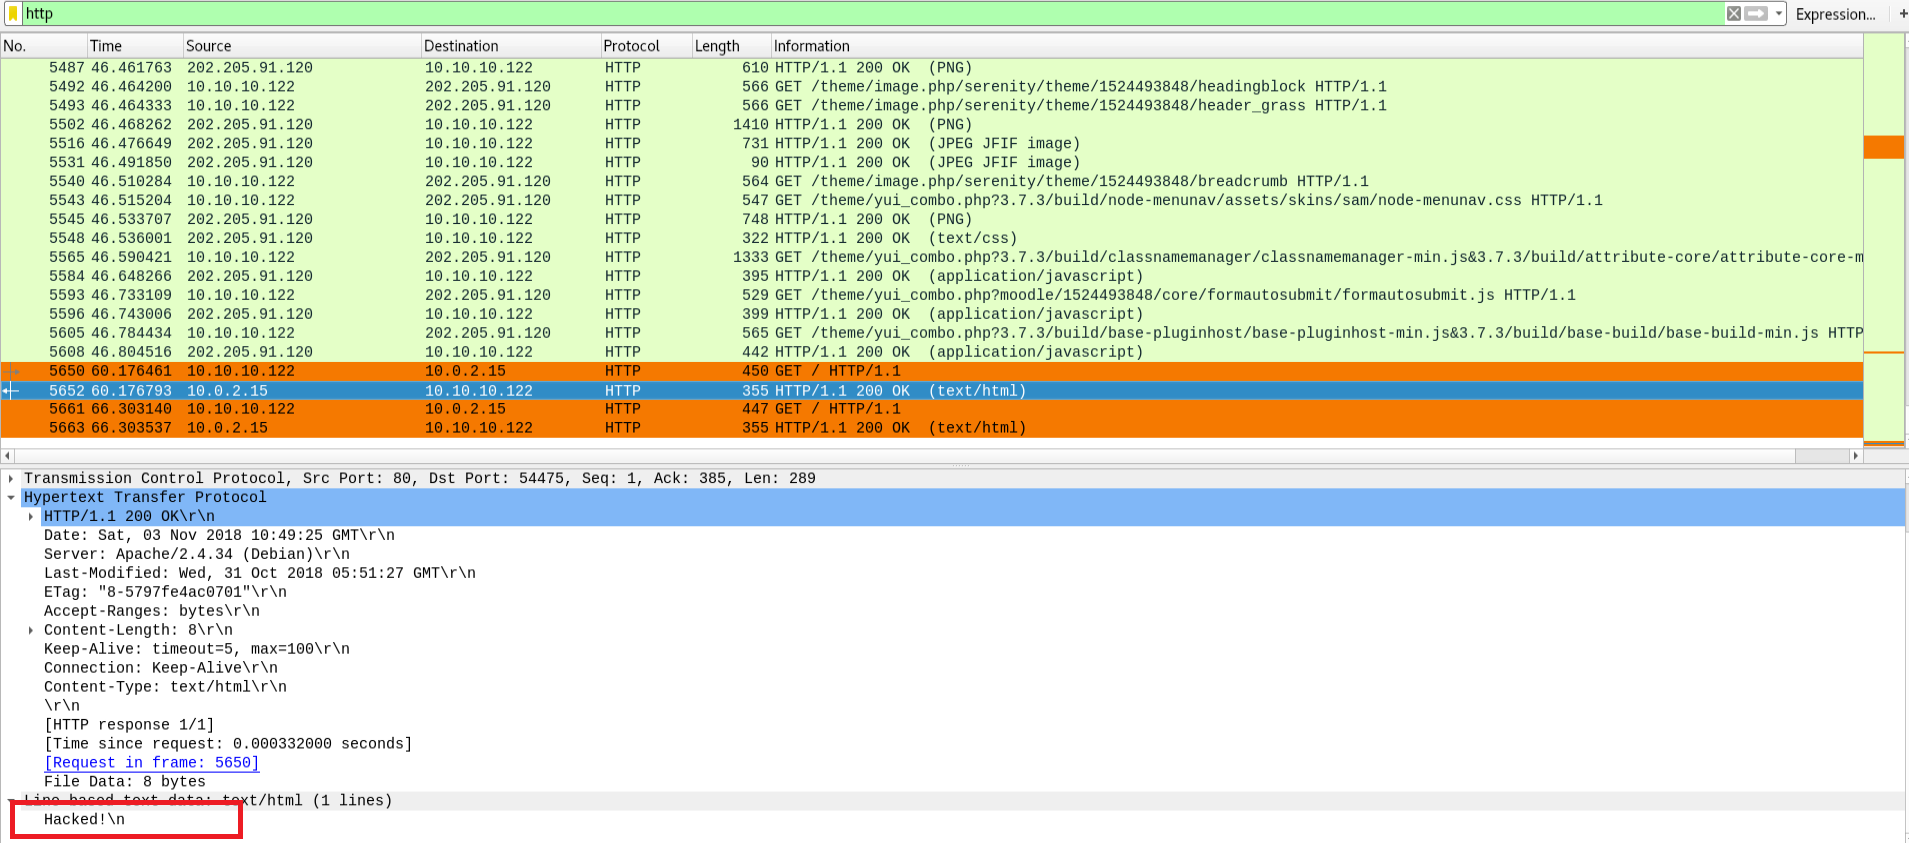 http Expression... +
No. Time Source Destination Protocol Length Information
5487 46.461763 202.205.91.120 10.10.10.122 HTTP 610 HTTP/1.1 200 OK (PNG)
5492 46.464200 10.10.10.122 202.205.91.120 HTTP 566 GET /theme/image.php/serenity/theme/1524493848/headingblock HTTP/1.1
5493 46.464333 10.10.10.122 202.205.91.120 HTTP 566 GET /theme/image.php/serenity/theme/1524493848/header_grass HTTP/1.1
5502 46.468262 202.205.91.120 10.10.10.122 HTTP 1410 HTTP/1.1 200 OK (PNG)
5516 46.476649 202.205.91.120 10.10.10.122 HTTP 731 HTTP/1.1 200 OK (JPEG JFIF image)
5531 46.491850 202.205.91.120 10.10.10.122 HTTP 90 HTTP/1.1 200 OK (JPEG JFIF image)
5540 46.510284 10.10.10.122 202.205.91.120 HTTP 564 GET /theme/image.php/serenity/theme/1524493848/breadcrumb HTTP/1.1
5543 46.515204 10.10.10.122 202.205.91.120 HTTP 547 GET /theme/yui_combo.php?3.7.3/build/node-menunav/assets/skins/sam/node-menunav.css HTTP/1.1
5545 46.533707 202.205.91.120 10.10.10.122 HTTP 748 HTTP/1.1 200 OK (PNG)
5548 46.536001 202.205.91.120 10.10.10.122 HTTP 322 HTTP/1.1 200 OK (text/css)
5565 46.590421 10.10.10.122 202.205.91.120 HTTP 1333 GET /theme/yui_combo.php?3.7.3/build/classnamemanager/classnamemanager-min.js&3.7.3/build/attribute-core/attribute-core-m
5584 46.648266 202.205.91.120 10.10.10.122 HTTP 395 HTTP/1.1 200 OK (application/javascript)
5593 46.733109 10.10.10.122 202.205.91.120 HTTP 529 GET /theme/yui_combo.php?moodle/1524493848/core/formautosubmit/formautosubmit.js HTTP/1.1
5596 46.743006 202.205.91.120 10.10.10.122 HTTP 399 HTTP/1.1 200 OK (application/javascript)
5605 46.784434 10.10.10.122 202.205.91.120 HTTP 565 GET /theme/yui_combo.php?3.7.3/build/base-pluginhost/base-pluginhost-min.js&3.7.3/build/base-build/base-build-min.js HTTP
5608 46.804516 202.205.91.120 10.10.10.122 HTTP 442 HTTP/1.1 200 OK (application/javascript)
5650 60.176461 10.10.10.122 10.0.2.15 HTTP 450 GET / HTTP/1.1
5652 60.176793 10.0.2.15 10.10.10.122 HTTP 355 HTTP/1.1 200 OK (text/html)
5661 66.303140 10.10.10.122 10.0.2.15 HTTP 447 GET / HTTP/1.1
5663 66.303537 10.0.2.15 10.10.10.122 HTTP 355 HTTP/1.1 200 OK (text/html)
Transmission Control Protocol, Src Port: 80, Dst Port: 54475, Seq: 1, Ack: 385, Len: 289
Hypertext Transfer Protocol
HTTP/1.1 200 OK\r\n
Date: Sat, 03 Nov 2018 10:49:25 GMT\r\n
Server: Apache/2.4.34 (Debian)\r\n
Last-Modified: Wed, 31 Oct 2018 05:51:27 GMT\r\n
ETag: "8-5797fe4ac0701"\r\n
Accept-Ranges: bytes\r\n
Content-Length: 8\r\n
Keep-Alive: timeout=5, max=100\r\n
Connection: Keep-Alive\r\n
Content-Type: text/html\r\n
\r\n
[HTTP response 1/1]
[Time since request: 0.000332000 seconds]
[Request in frame: 5650]
File Data: 8 bytes
Line-based text data: text/html (1 lines)
Hacked!\n